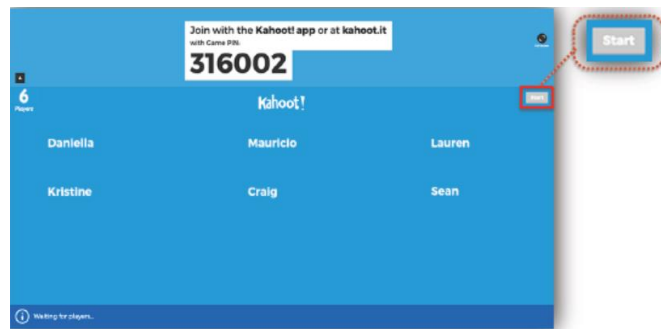 Join with the Kahoot! app or at kahoot.it
with Game PIN:
316002
Start
6
Players
Kahoot!
Start
Daniella
Mauricio
Lauren
Kristine
Craig
Sean
Waiting for players...